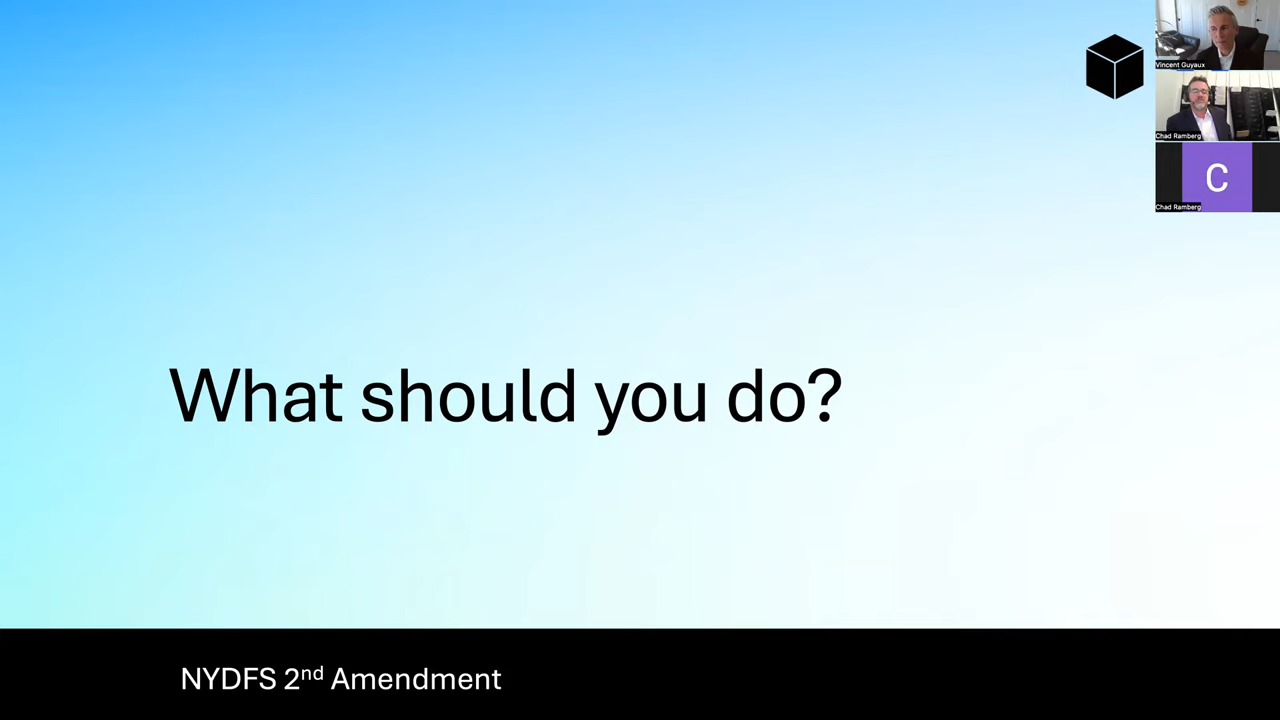 Vincent Guyaux
Chad Ramberg
C
Chad Ramberg
What should you do?
NYDFS 2nd Amendment